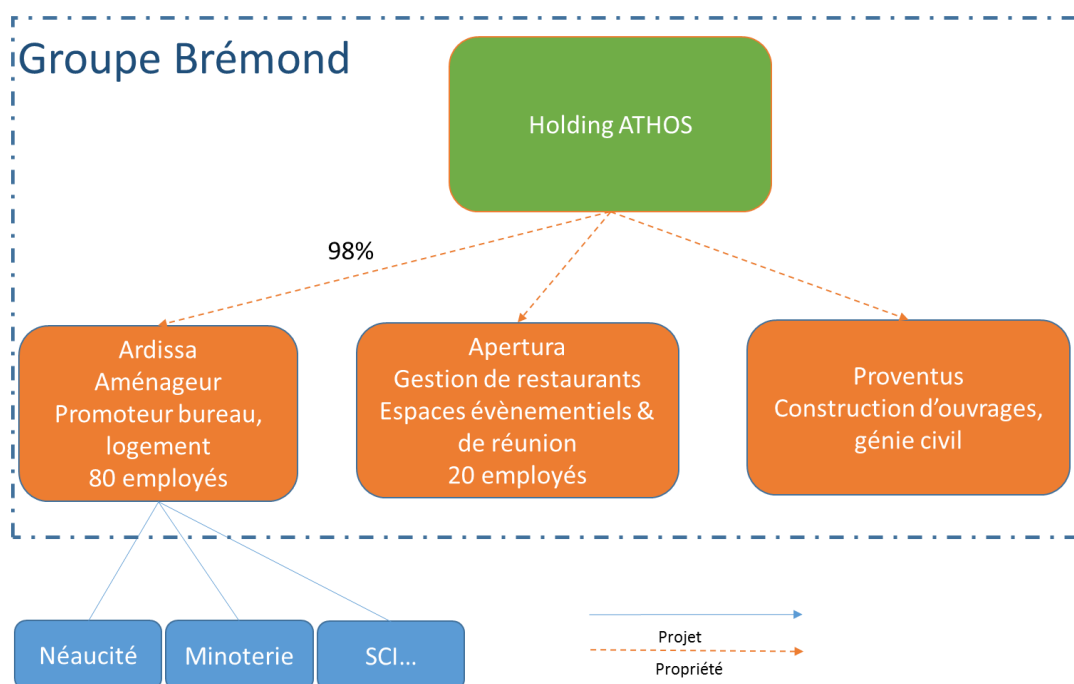 Groupe Brémond
Holding ATHOS
98%
Ardissa
Aménageur
Promoteur bureau,
logement
80 employés
Apertura
Gestion de restaurants
Espaces évènementiels &
de réunion
20 employés
Proventus
Construction d’ouvrages,
génie civil
Néaucité
Minoterie
SCI...
Projet
Propriété